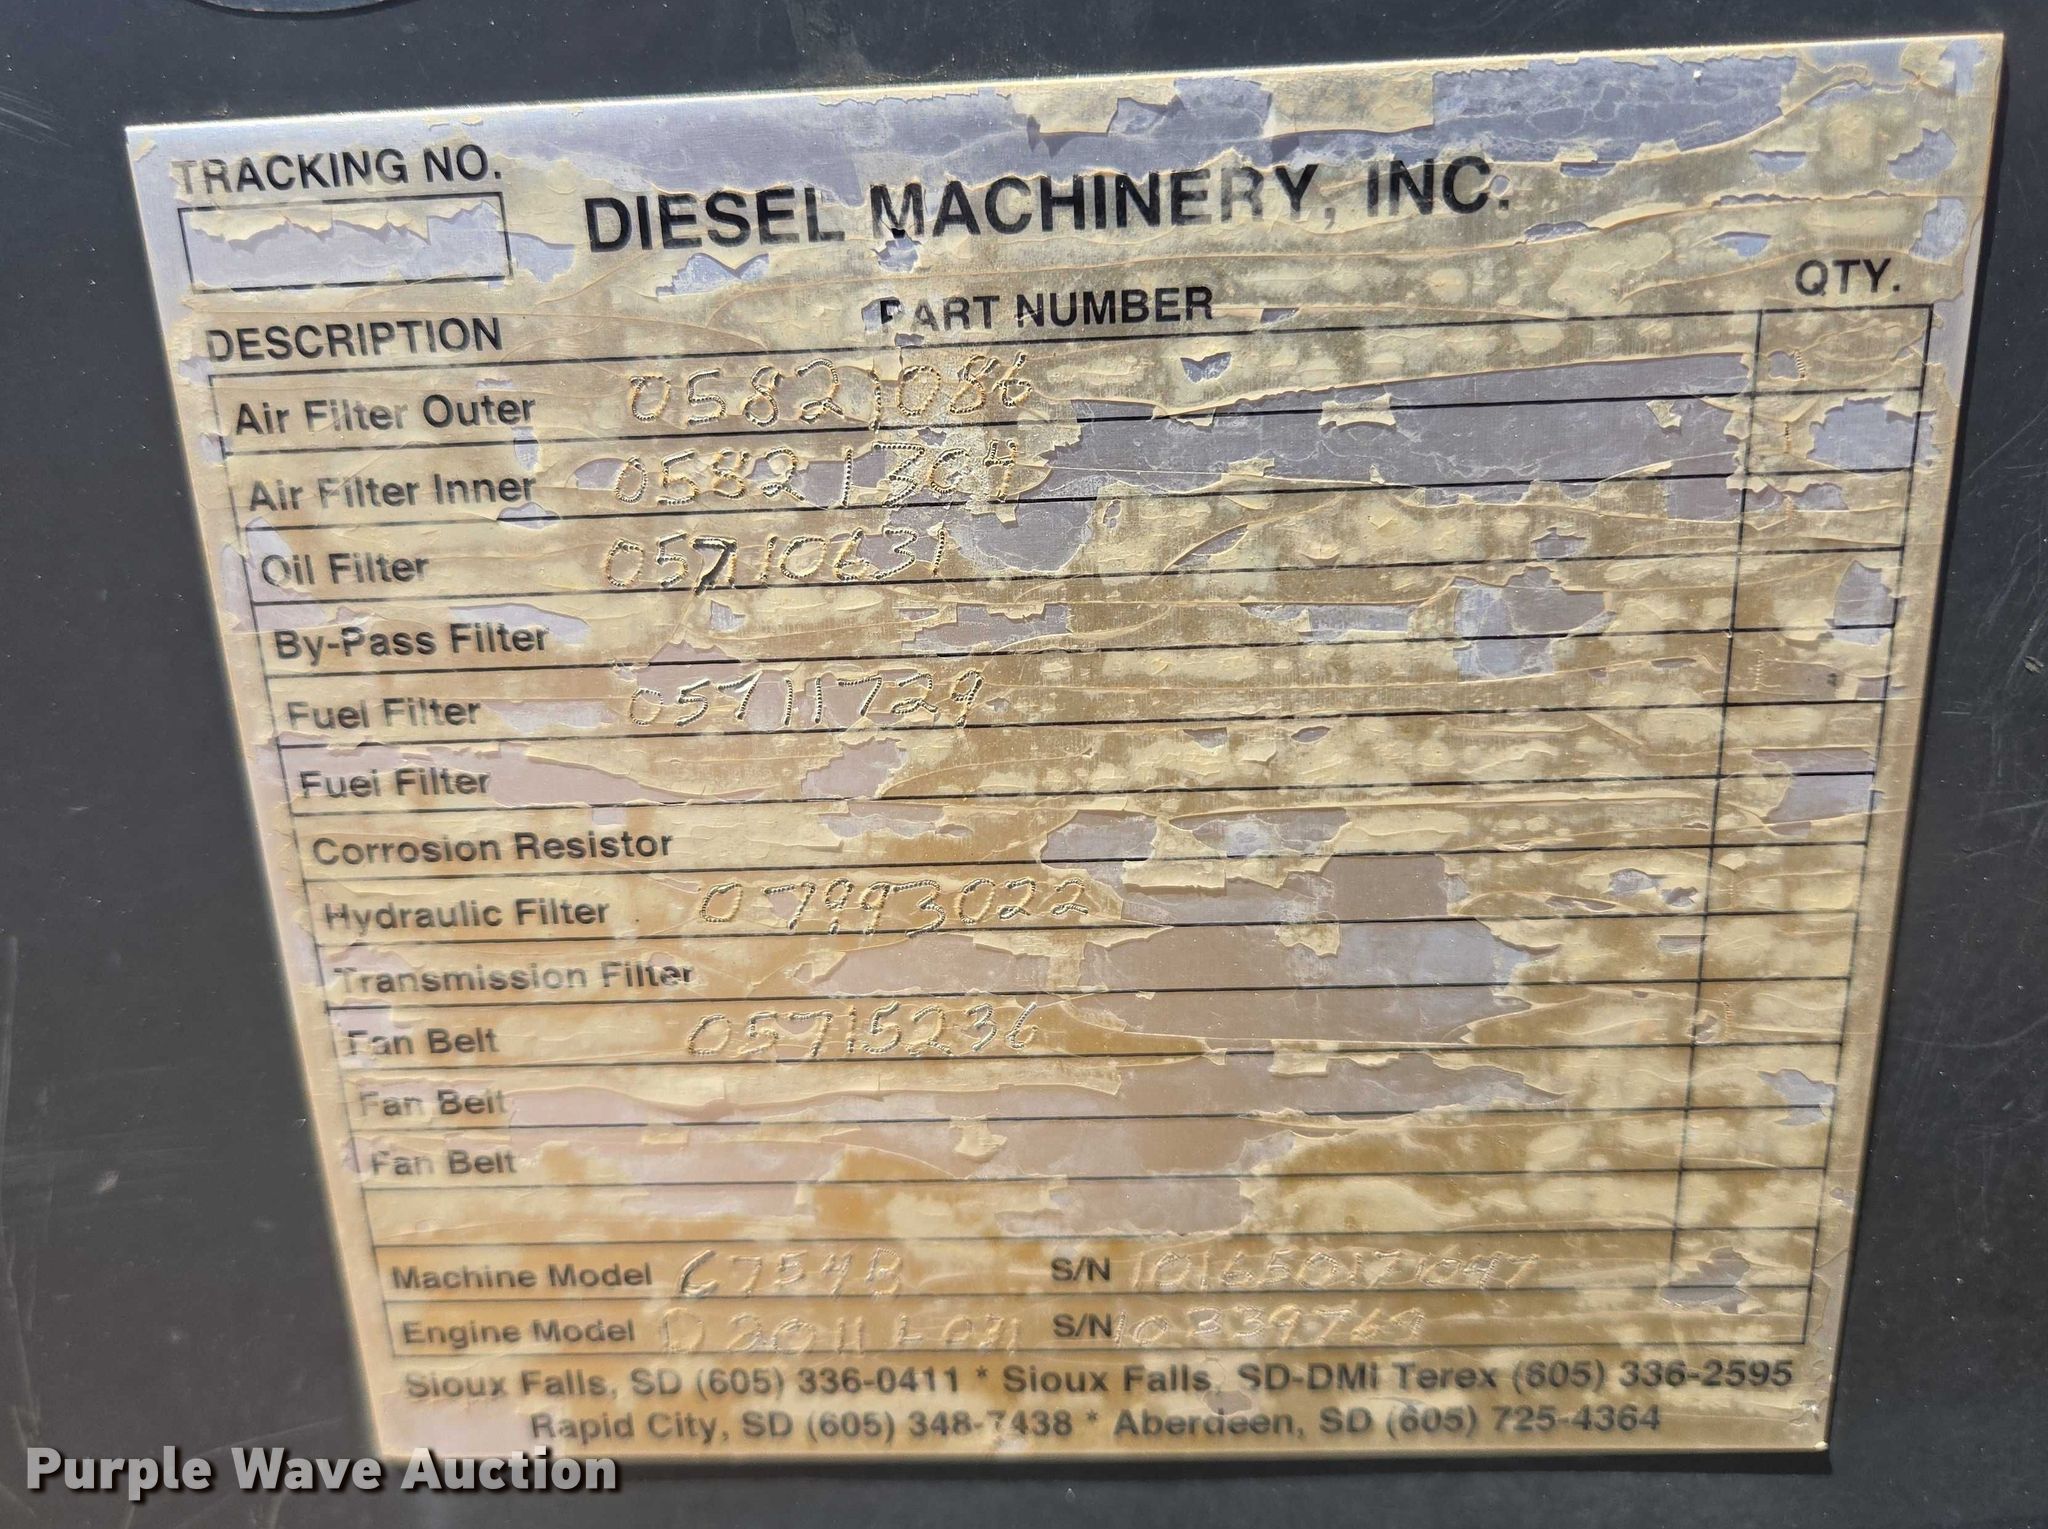 TRACKING NO.
DIESEL MACHINERY, INC.
DESCRIPTION PART NUMBER QTY.
Air Filter Outer 05821086
Air Filter Inner 05821304
Oil Filter 05710631
By-Pass Filter
Fuel Filter 05711729
Fuel Filter
Corrosion Resistor
Hydraulic Filter 07993022
Transmission Filter
Fan Belt 05715236
Fan Belt
Fan Belt
Machine Model 6754B S/N
Engine Model S/N 10339769
Sioux Falls, SD (605) 336-0411 * Sioux Falls, SD-DMI Terex (605) 336-2595
Rapid City, SD (605) 348-7438 * Aberdeen, SD (605) 725-4364
Purple Wave Auction